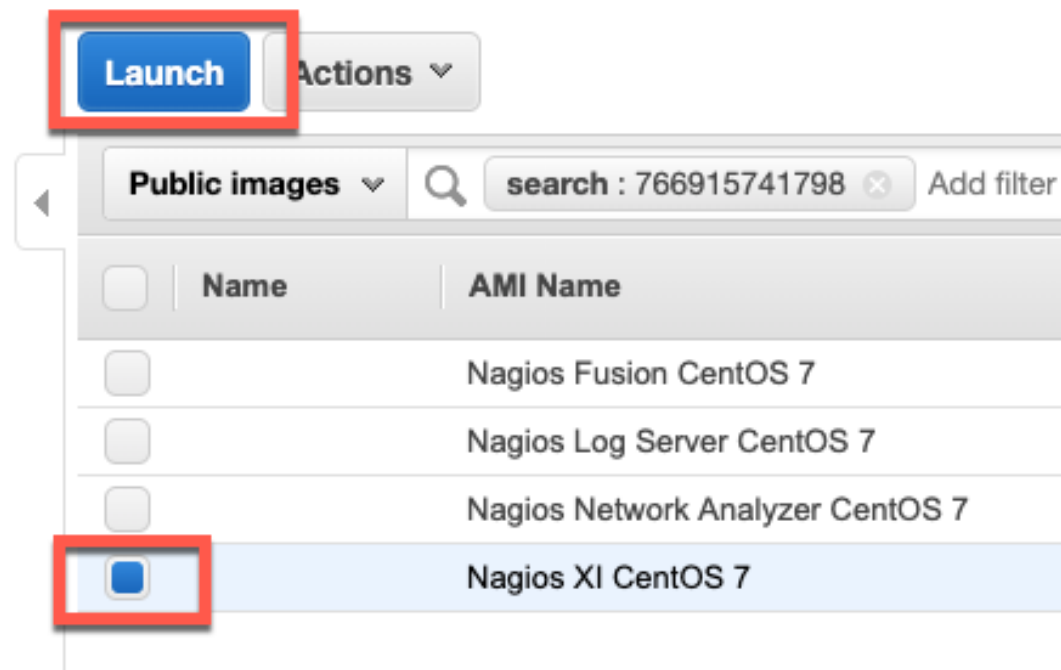 Launch Actions
Public images search : 766915741798 Add filter
Name AMI Name
Nagios Fusion CentOS 7
Nagios Log Server CentOS 7
Nagios Network Analyzer CentOS 7
Nagios XI CentOS 7